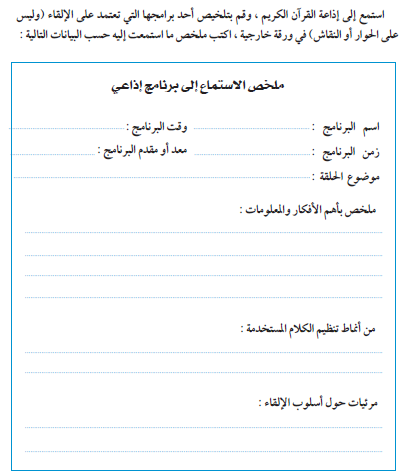 استمع إلى إذاعة القرآن الكريم ، وقم بتلخيص أحد برامجها التي تعتمد على الإلقاء (وليس
على الحوار أو النقاش) في ورقة خارجية ، اكتب ملخص ما استمعت إليه حسب البيانات التالية :
ملخص الاستماع إلى برنامج إذاعي
اسم البرنامج : وقت البرنامج :
زمن البرنامج : معد أو مقدم البرنامج :
موضوع الحلقة :
ملخص بأهم الأفكار والمعلومات :
من أنماط تنظيم الكلام المستخدمة :
مرئيات حول أسلوب الإلقاء :